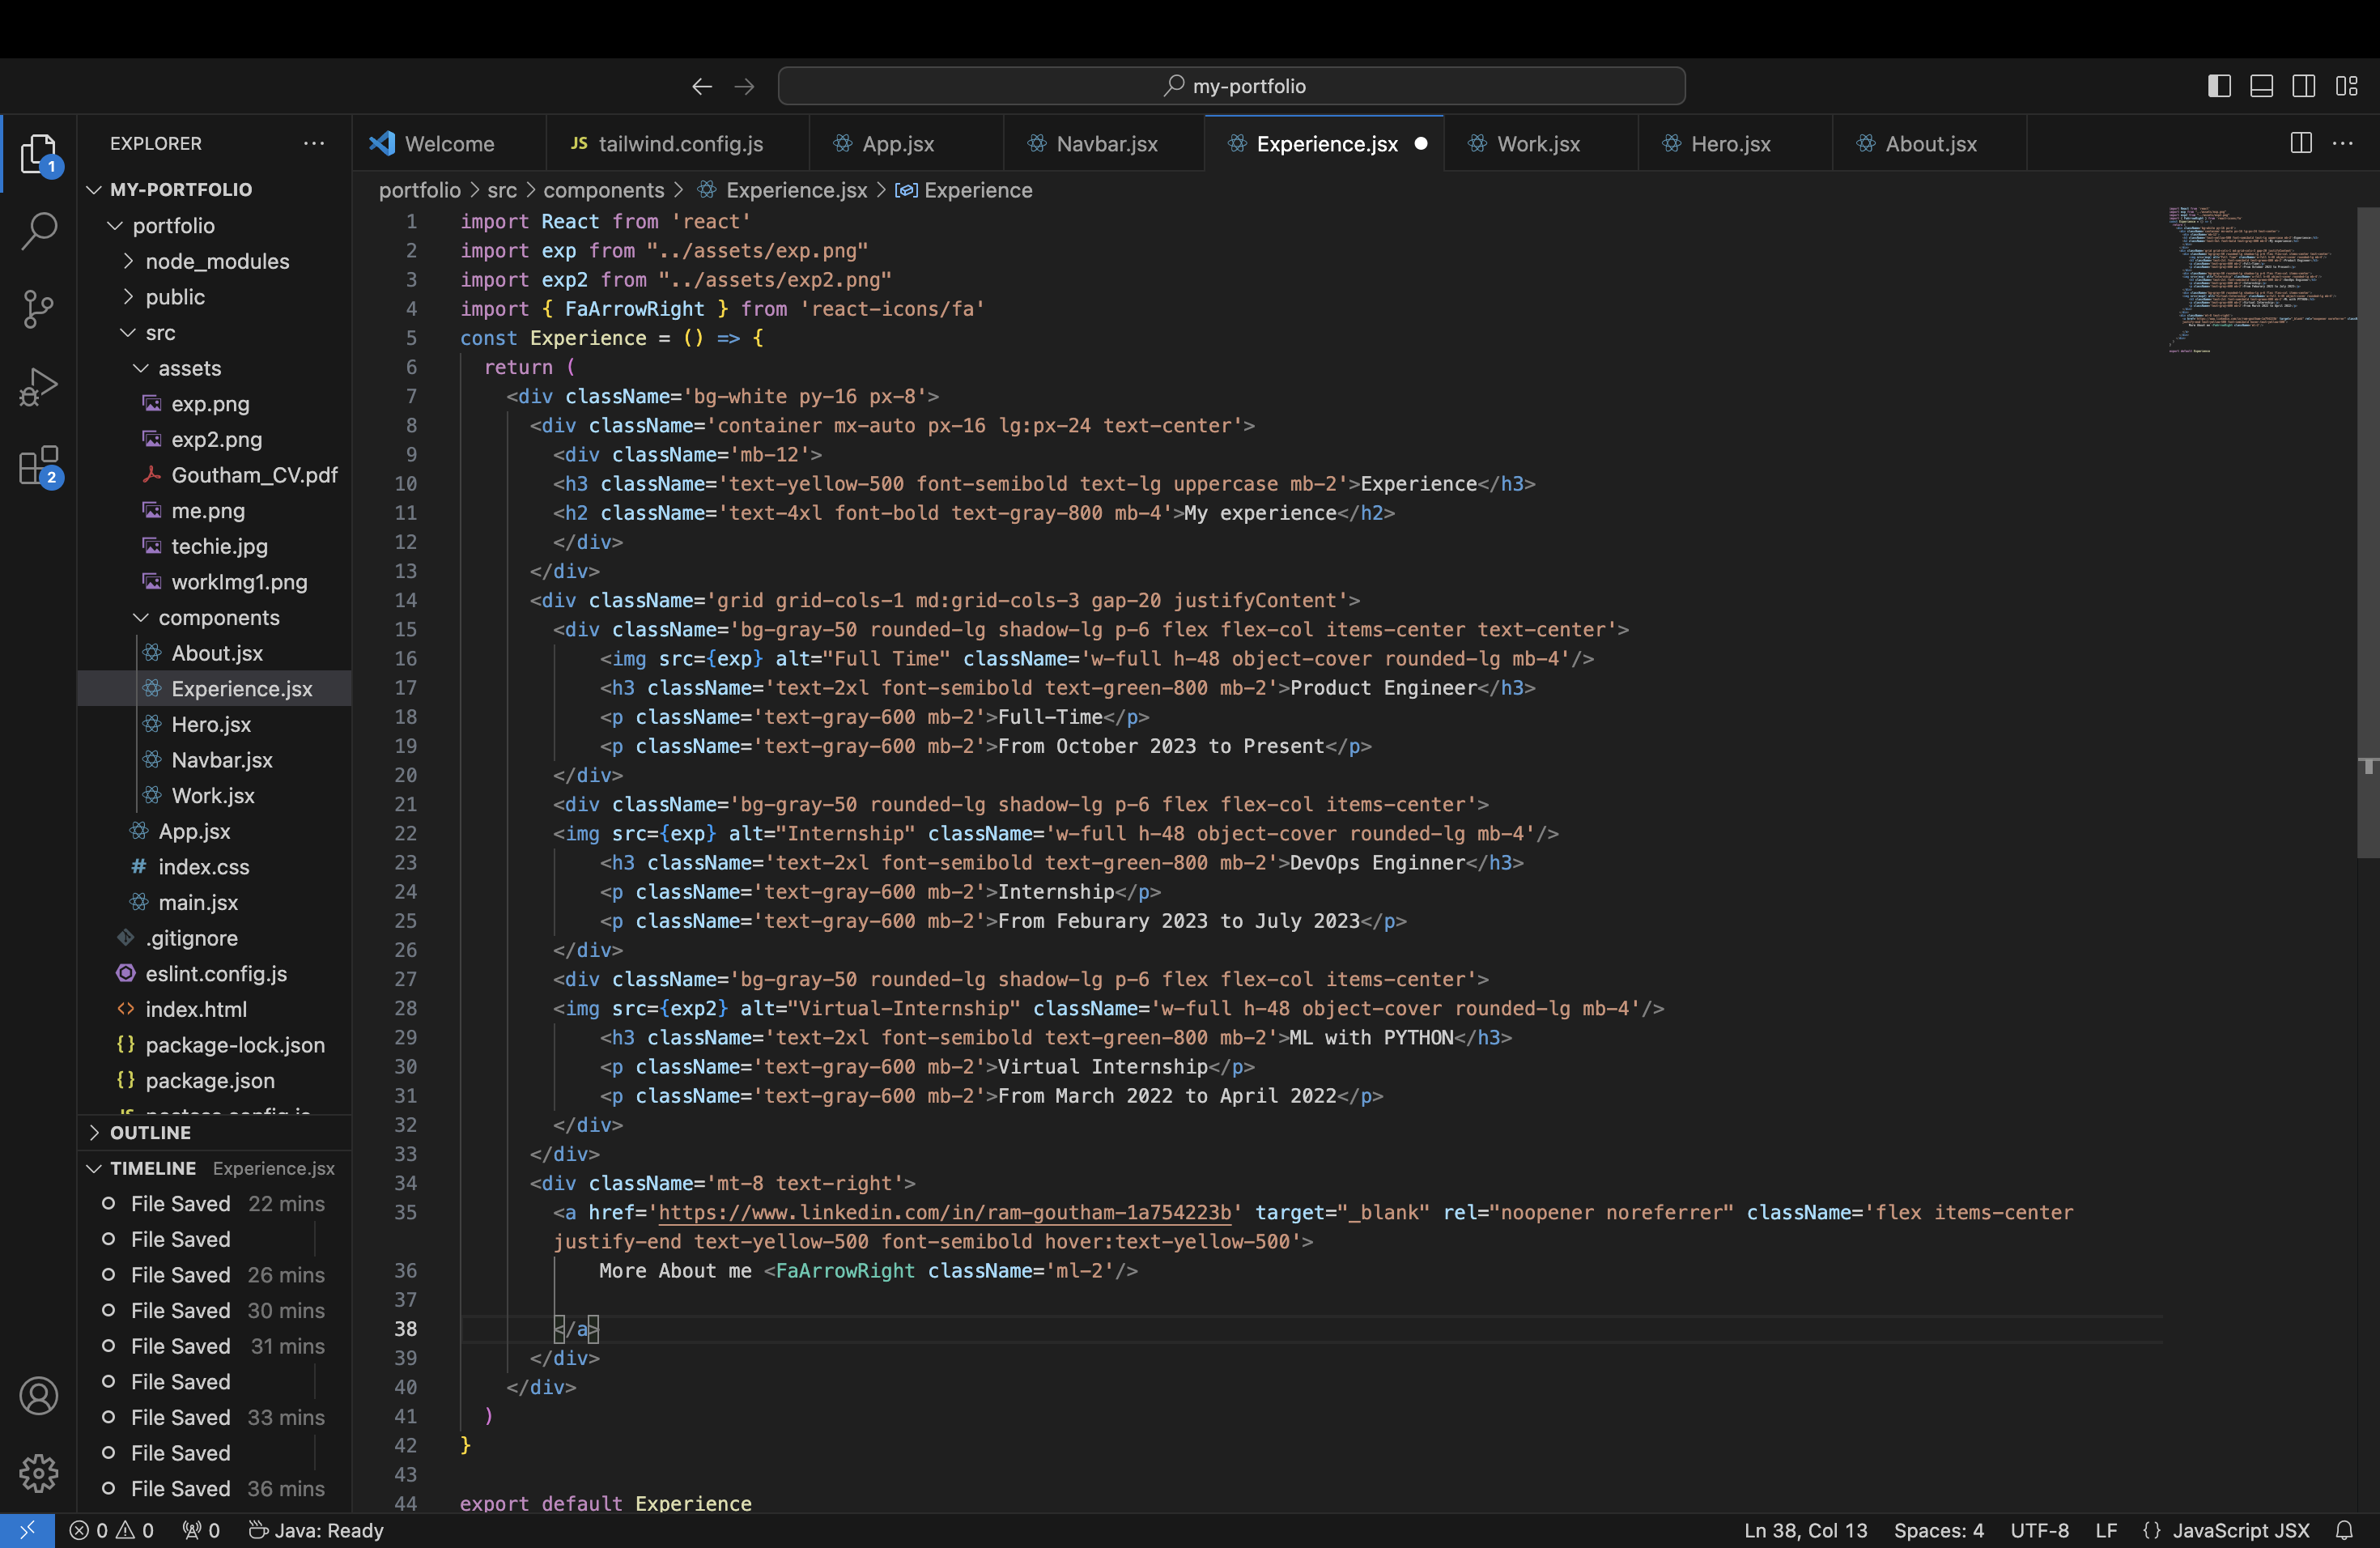 my-portfolio
EXPLORER
Welcome
JS tailwind.config.js
App.jsx
Navbar.jsx
Experience.jsx
Work.jsx
Hero.jsx
About.jsx
1
2
MY-PORTFOLIO
portfolio
node_modules
public
src
assets
exp.png
exp2.png
Goutham_CV.pdf
me.png
techie.jpg
workImg1.png
components
About.jsx
Experience.jsx
Hero.jsx
Navbar.jsx
Work.jsx
App.jsx
# index.css
main.jsx
.gitignore
eslint.config.js
<> index.html
{} package-lock.json
{} package.json
OUTLINE
TIMELINE Experience.jsx
File Saved 22 mins
File Saved
File Saved 26 mins
File Saved 30 mins
File Saved 31 mins
File Saved
File Saved 33 mins
File Saved
File Saved 36 mins
portfolio > src > components > Experience.jsx > Experience
1 import React from 'react'
2 import exp from "../assets/exp.png"
3 import exp2 from "../assets/exp2.png"
4 import { FaArrowRight } from 'react-icons/fa'
5 const Experience = () => {
6 return (
7 <div className='bg-white py-16 px-8'>
8 <div className='container mx-auto px-16 lg:px-24 text-center'>
9 <div className='mb-12'>
10 <h3 className='text-yellow-500 font-semibold text-lg uppercase mb-2'>Experience</h3>
11 <h2 className='text-4xl font-bold text-gray-800 mb-4'>My experience</h2>
12 </div>
13 </div>
14 <div className='grid grid-cols-1 md:grid-cols-3 gap-20 justifyContent'>
15 <div className='bg-gray-50 rounded-lg shadow-lg p-6 flex flex-col items-center text-center'>
16 <img src={exp} alt="Full Time" className='w-full h-48 object-cover rounded-lg mb-4'/>
17 <h3 className='text-2xl font-semibold text-green-800 mb-2'>Product Engineer</h3>
18 <p className='text-gray-600 mb-2'>Full-Time</p>
19 <p className='text-gray-600 mb-2'>From October 2023 to Present</p>
20 </div>
21 <div className='bg-gray-50 rounded-lg shadow-lg p-6 flex flex-col items-center'>
22 <img src={exp} alt="Internship" className='w-full h-48 object-cover rounded-lg mb-4'/>
23 <h3 className='text-2xl font-semibold text-green-800 mb-2'>DevOps Enginner</h3>
24 <p className='text-gray-600 mb-2'>Internship</p>
25 <p className='text-gray-600 mb-2'>From Feburary 2023 to July 2023</p>
26 </div>
27 <div className='bg-gray-50 rounded-lg shadow-lg p-6 flex flex-col items-center'>
28 <img src={exp2} alt="Virtual-Internship" className='w-full h-48 object-cover rounded-lg mb-4'/>
29 <h3 className='text-2xl font-semibold text-green-800 mb-2'>ML with PYTHON</h3>
30 <p className='text-gray-600 mb-2'>Virtual Internship</p>
31 <p className='text-gray-600 mb-2'>From March 2022 to April 2022</p>
32 </div>
33 </div>
34 <div className='mt-8 text-right'>
35 <a href='https://www.linkedin.com/in/ram-goutham-1a754223b' target="_blank" rel="noopener noreferrer" className='flex items-center
justify-end text-yellow-500 font-semibold hover:text-yellow-500'>
36 More About me <FaArrowRight className='ml-2'/>
37
38 </a>
39 </div>
40 </div>
41 )
42 }
43
44 export default Experience
0 0 0 Java: Ready
Ln 38, Col 13 Spaces: 4 UTF-8 LF {} JavaScript JSX